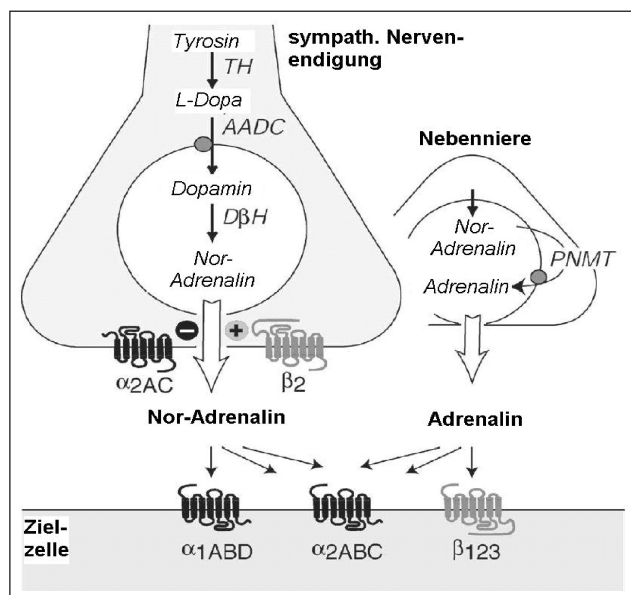 Tyrosin
TH
L-Dopa
AADC
Dopamin
DβH
Nor-
Adrenalin
sympath. Nerven-
endigung
Nebenniere
Nor-
Adrenalin
PNMT
Adrenalin
−
+
α2AC
β2
Nor-Adrenalin
Adrenalin
Ziel-
zelle
α1ABD
α2ABC
β123